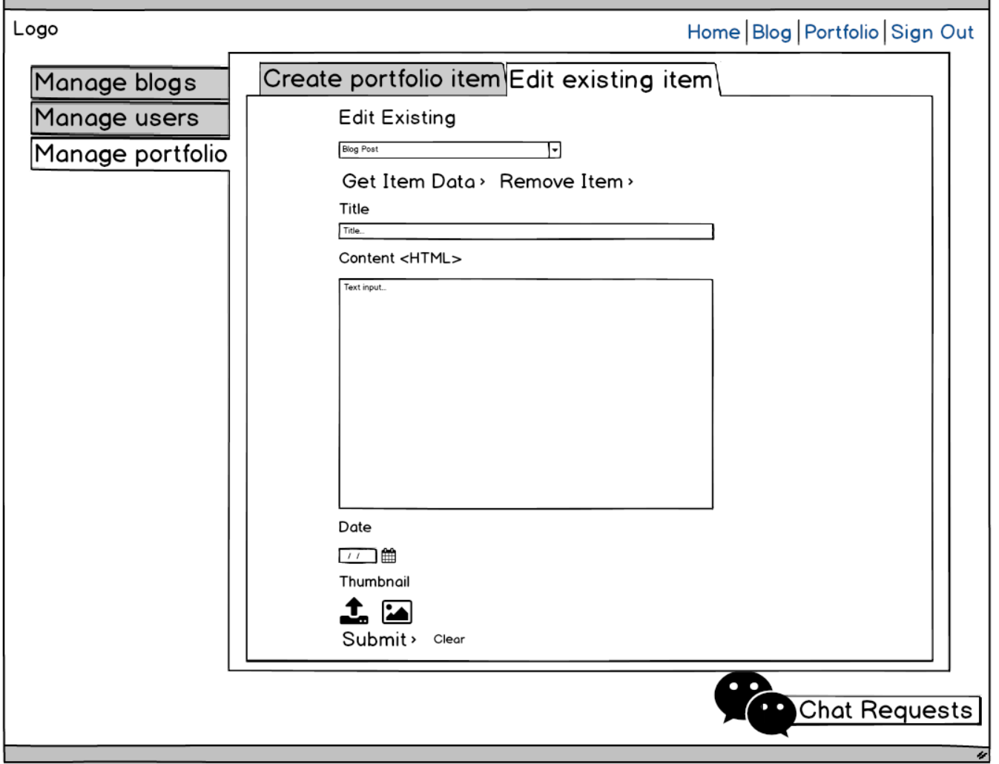 Logo
Home Blog Portfolio Sign Out
Manage blogs
Manage users
Manage portfolio
Create portfolio item Edit existing item
Edit Existing
Blog Post
Get Item Data › Remove Item ›
Title
Title...
Content <HTML>
Text input...
Date
/ /
Thumbnail
Submit › Clear
Chat Requests